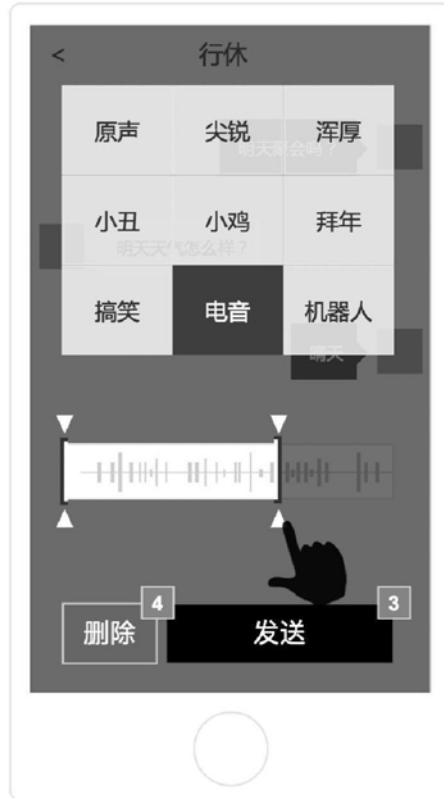 < 行休
原声 尖锐 浑厚
明天聚会吗？
小丑 小鸡 拜年
明天天气怎么样？
搞笑 电音 机器人
晴天
4
3
删除 发送